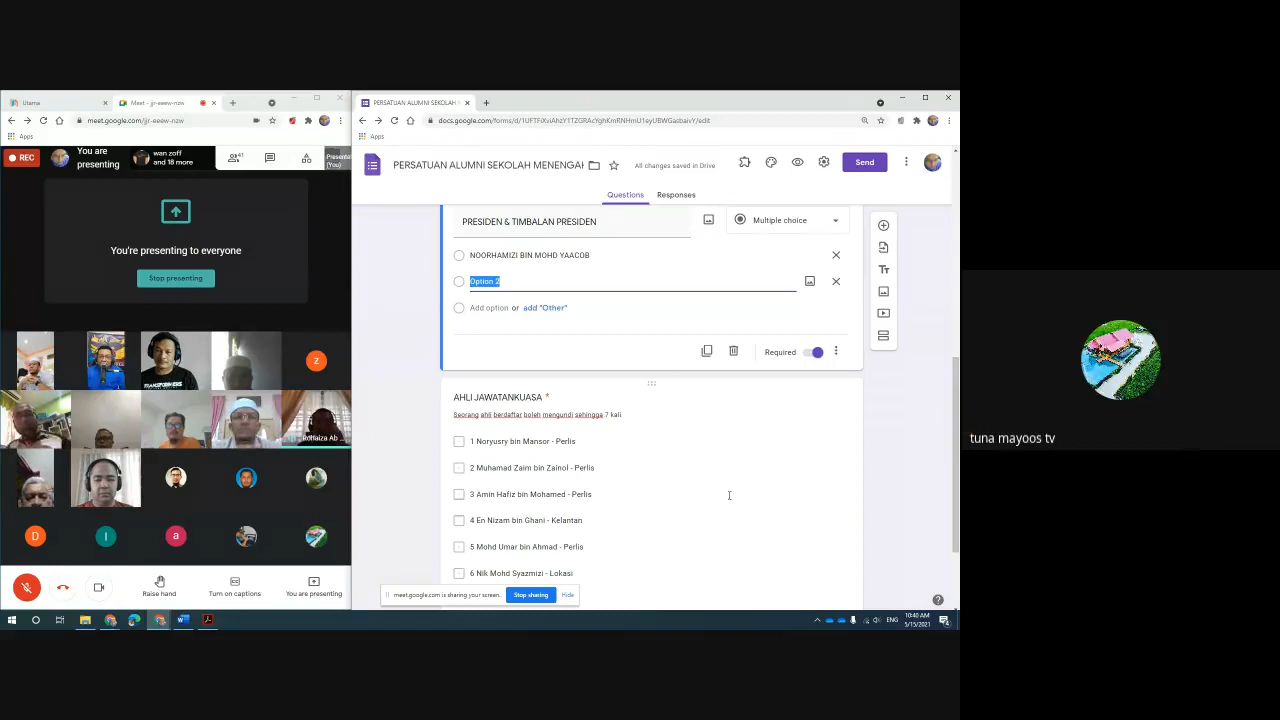 Utama
Meet - jjr-eeew-nzw
meet.google.com/jjr-eeew-nzw
Apps
REC
You are
presenting
wan zoff
and 18 more
41
Presente
(You)
You're presenting to everyone
Stop presenting
z
Rohaiza Ab
D
I
a
Raise hand
Turn on captions
You are presenting
PERSATUAN ALUMNI SEKOLAH
Apps
PERSATUAN ALUMNI SEKOLAH MENENGAH
All changes saved in Drive
Send
Questions
Responses
PRESIDEN & TIMBALAN PRESIDEN
Multiple choice
NOORHAMIZI BIN MOHD YAACOB
Option 2
Add option or add "Other"
Required
AHLI JAWATANKUASA *
Seorang ahli berdaftar boleh mengundi sehingga 7 kali
1 Noryusry bin Mansor - Perlis
2 Muhamad Zaim bin Zainol - Perlis
3 Amin Hafiz bin Mohamed - Perlis
4 En Nizam bin Ghani - Kelantan
5 Mohd Umar bin Ahmad - Perlis
6 Nik Mohd Syazmizi - Lokasi
meet.google.com is sharing your screen.
Stop sharing
Hide
ENG
10:40 AM
5/15/2021
tuna mayoos tv